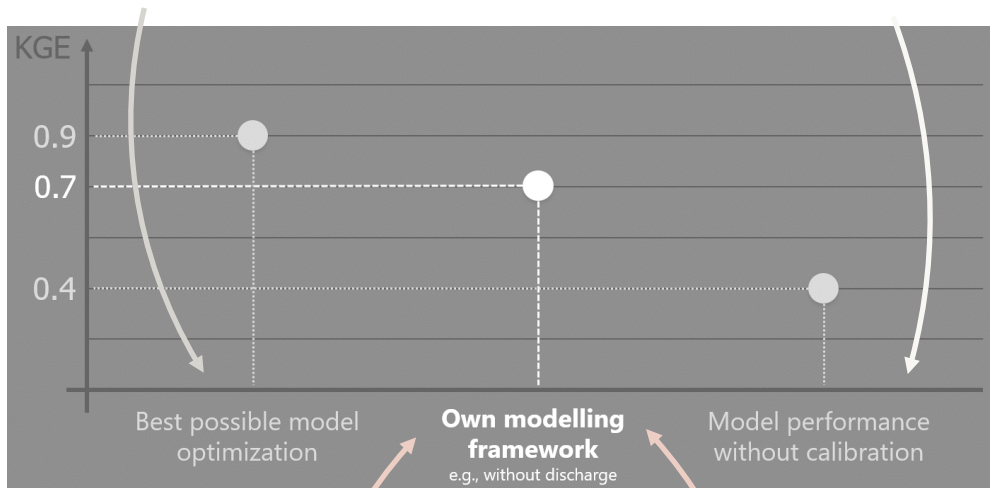 KGE
0.9
0.7
0.4
Best possible model
optimization
Own modelling
framework
e.g., without discharge
Model performance
without calibration